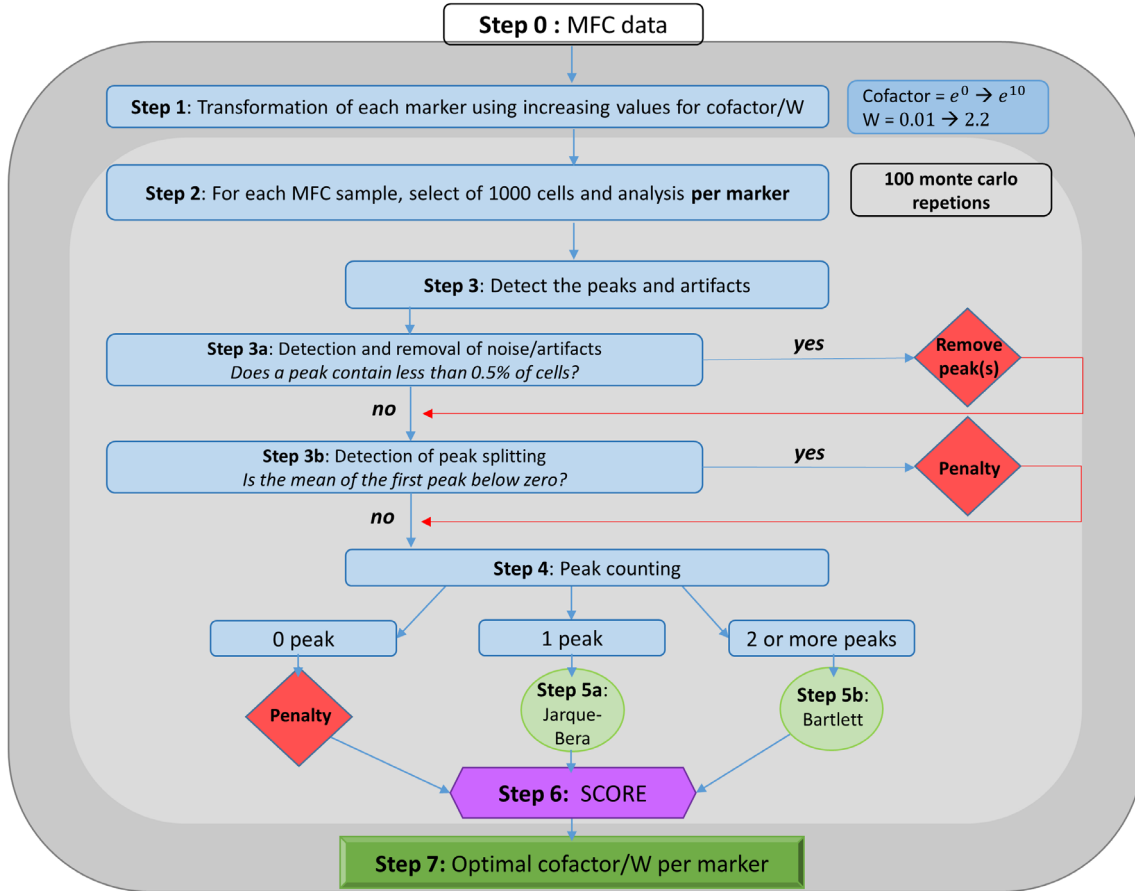 Step 0 : MFC data
Step 1: Transformation of each marker using increasing values for cofactor/W
Cofactor = e⁰ → e¹⁰
W = 0.01 → 2.2
Step 2: For each MFC sample, select of 1000 cells and analysis per marker
100 monte carlo
repetions
Step 3: Detect the peaks and artifacts
Step 3a: Detection and removal of noise/artifacts
Does a peak contain less than 0.5% of cells?
yes
Remove
peak(s)
no
Step 3b: Detection of peak splitting
Is the mean of the first peak below zero?
yes
Penalty
no
Step 4: Peak counting
0 peak
1 peak
2 or more peaks
Penalty
Step 5a:
Jarque-
Bera
Step 5b:
Bartlett
Step 6: SCORE
Step 7: Optimal cofactor/W per marker